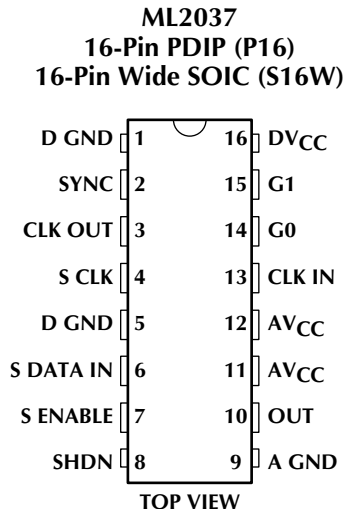 ML2037
16-Pin PDIP (P16)
16-Pin Wide SOIC (S16W)
D GND 1 16 DVCC
SYNC 2 15 G1
CLK OUT 3 14 G0
S CLK 4 13 CLK IN
D GND 5 12 AVCC
S DATA IN 6 11 AVCC
S ENABLE 7 10 OUT
SHDN 8 9 A GND
TOP VIEW